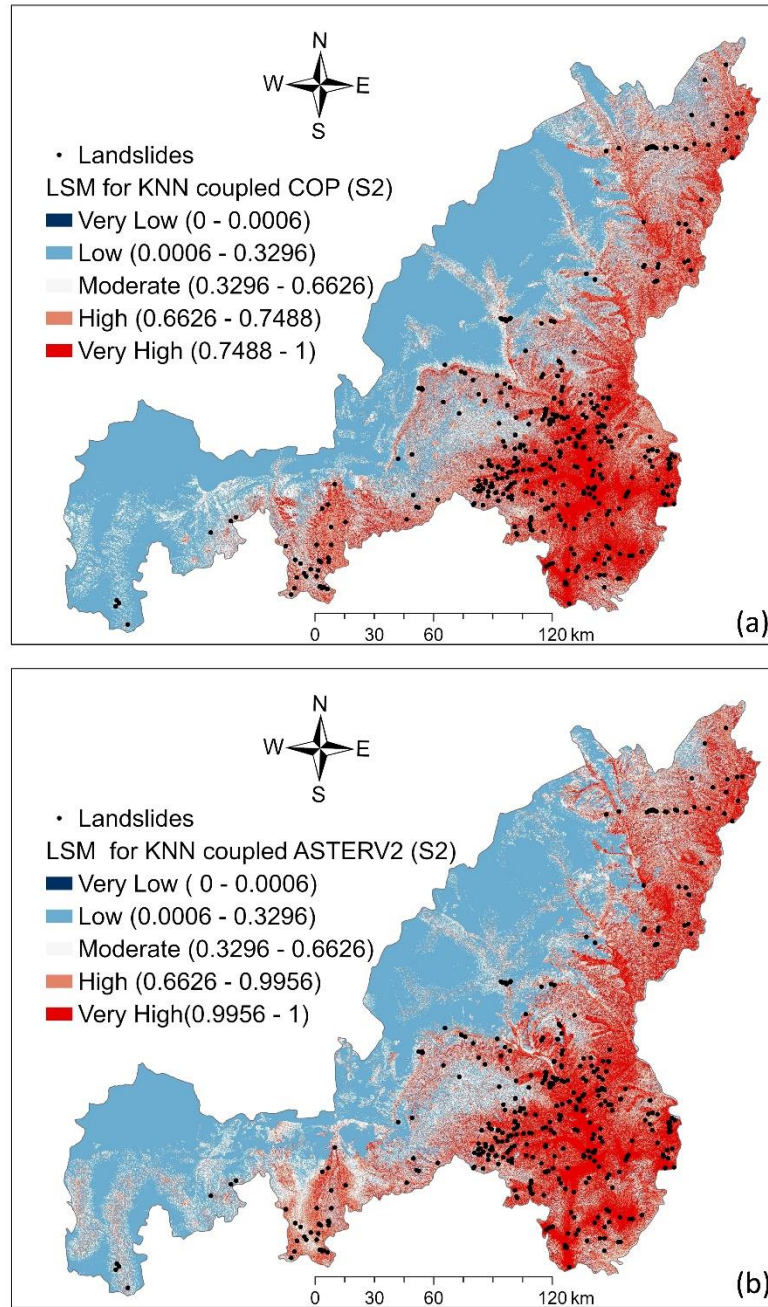 N
W E
S
• Landslides
LSM for KNN coupled COP (S2)
Very Low (0 - 0.0006)
Low (0.0006 - 0.3296)
Moderate (0.3296 - 0.6626)
High (0.6626 - 0.7488)
Very High (0.7488 - 1)
0 30 60 120 km
(a)
N
W E
S
• Landslides
LSM for KNN coupled ASTERV2 (S2)
Very Low ( 0 - 0.0006)
Low (0.0006 - 0.3296)
Moderate (0.3296 - 0.6626)
High (0.6626 - 0.9956)
Very High(0.9956 - 1)
0 30 60 120 km
(b)